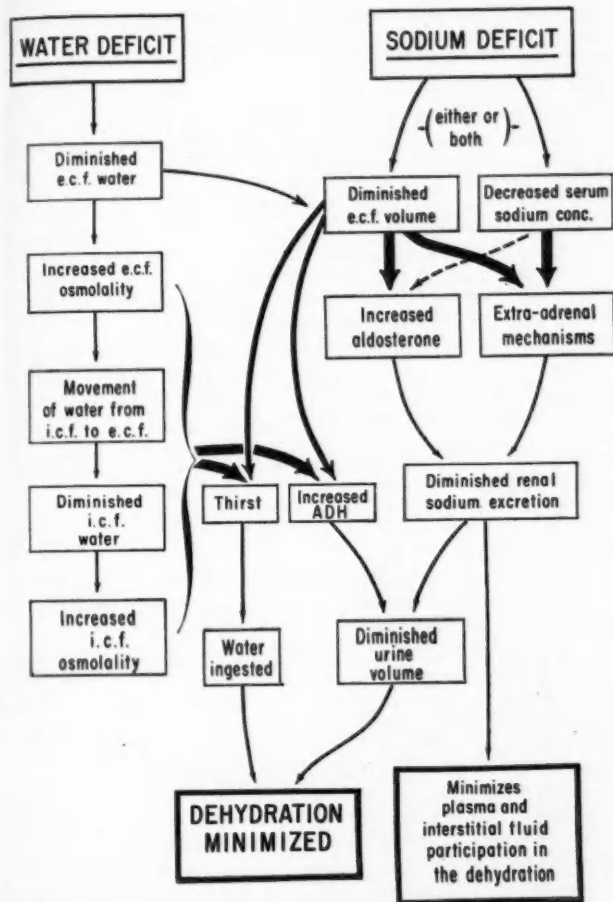 WATER DEFICIT
SODIUM DEFICIT
(either or
both)
Diminished
e.c.f. water
Diminished
e.c.f. volume
Decreased serum
sodium conc.
Increased e.c.f.
osmolality
Increased
aldosterone
Extra-adrenal
mechanisms
Movement
of water from
i.c.f. to e.c.f.
Diminished
i.c.f.
water
Thirst
Increased
ADH
Diminished renal
sodium excretion
Increased
i.c.f.
osmolality
Water
ingested
Diminished
urine
volume
DEHYDRATION
MINIMIZED
Minimizes
plasma and
interstitial fluid
participation in
the dehydration